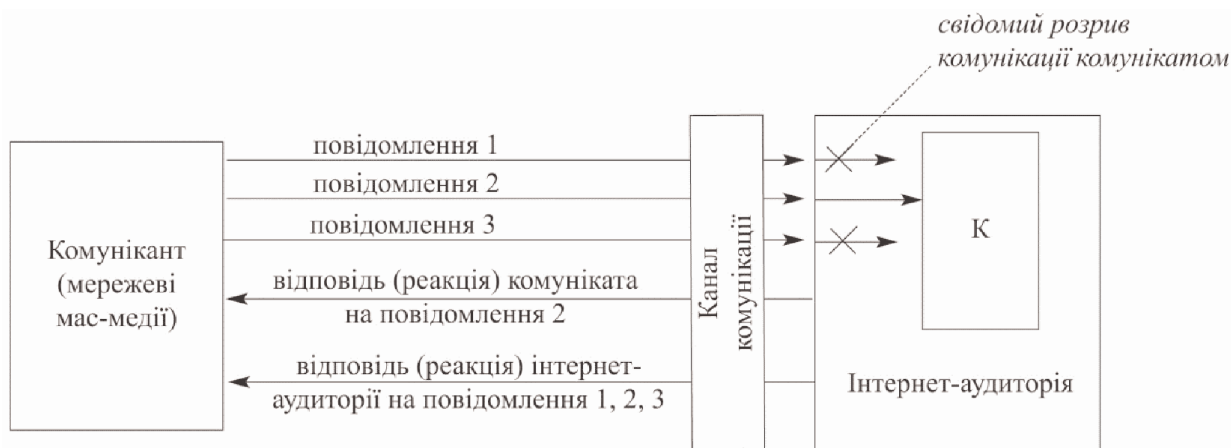 свідомий розрив
комунікації комунікатом
повідомлення 1
повідомлення 2
повідомлення 3
Комунікант
(мережеві
мас-медії)
відповідь (реакція) комуніката
на повідомлення 2
відповідь (реакція) інтернет-
аудиторії на повідомлення 1, 2, 3
Канал
комунікації
К
Інтернет-аудиторія